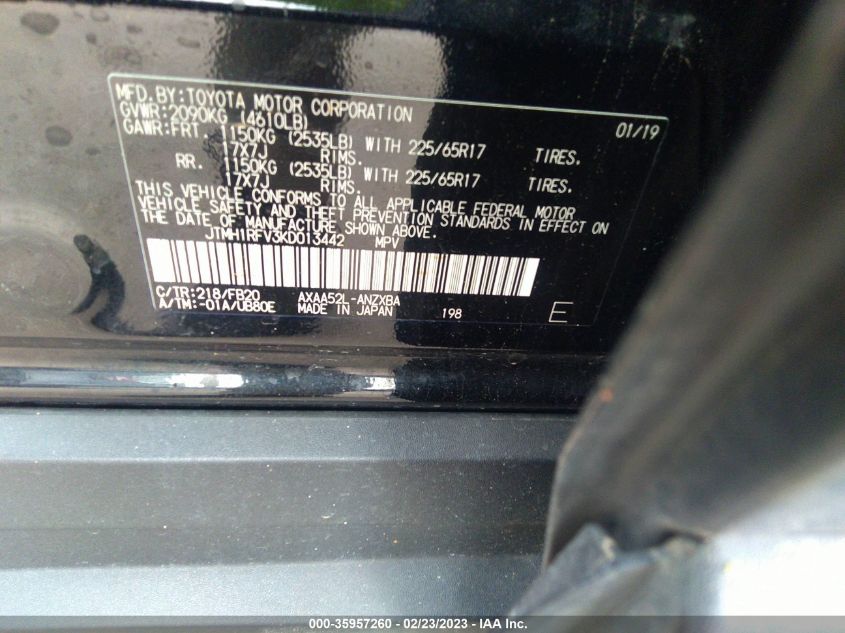 MFD. BY: TOYOTA MOTOR CORPORATION 01/19
GVWR: 2090KG (4610LB)
GAWR: FRT. 1150KG (2535LB) WITH 225/65R17 TIRES.
17X7J RIMS.
RR. 1150KG (2535LB) WITH 225/65R17 TIRES.
17X7J RIMS.
THIS VEHICLE CONFORMS TO ALL APPLICABLE FEDERAL MOTOR
VEHICLE SAFETY AND THEFT PREVENTION STANDARDS IN EFFECT ON
THE DATE OF MANUFACTURE SHOWN ABOVE.
JTMH1RFV3KD013442 MPV
C/TR:218/FB20 AXAA52L-ANZXBA
A/TM:-01A/UB80E MADE IN JAPAN 198 E
000-35957260 - 02/23/2023 - IAA Inc.